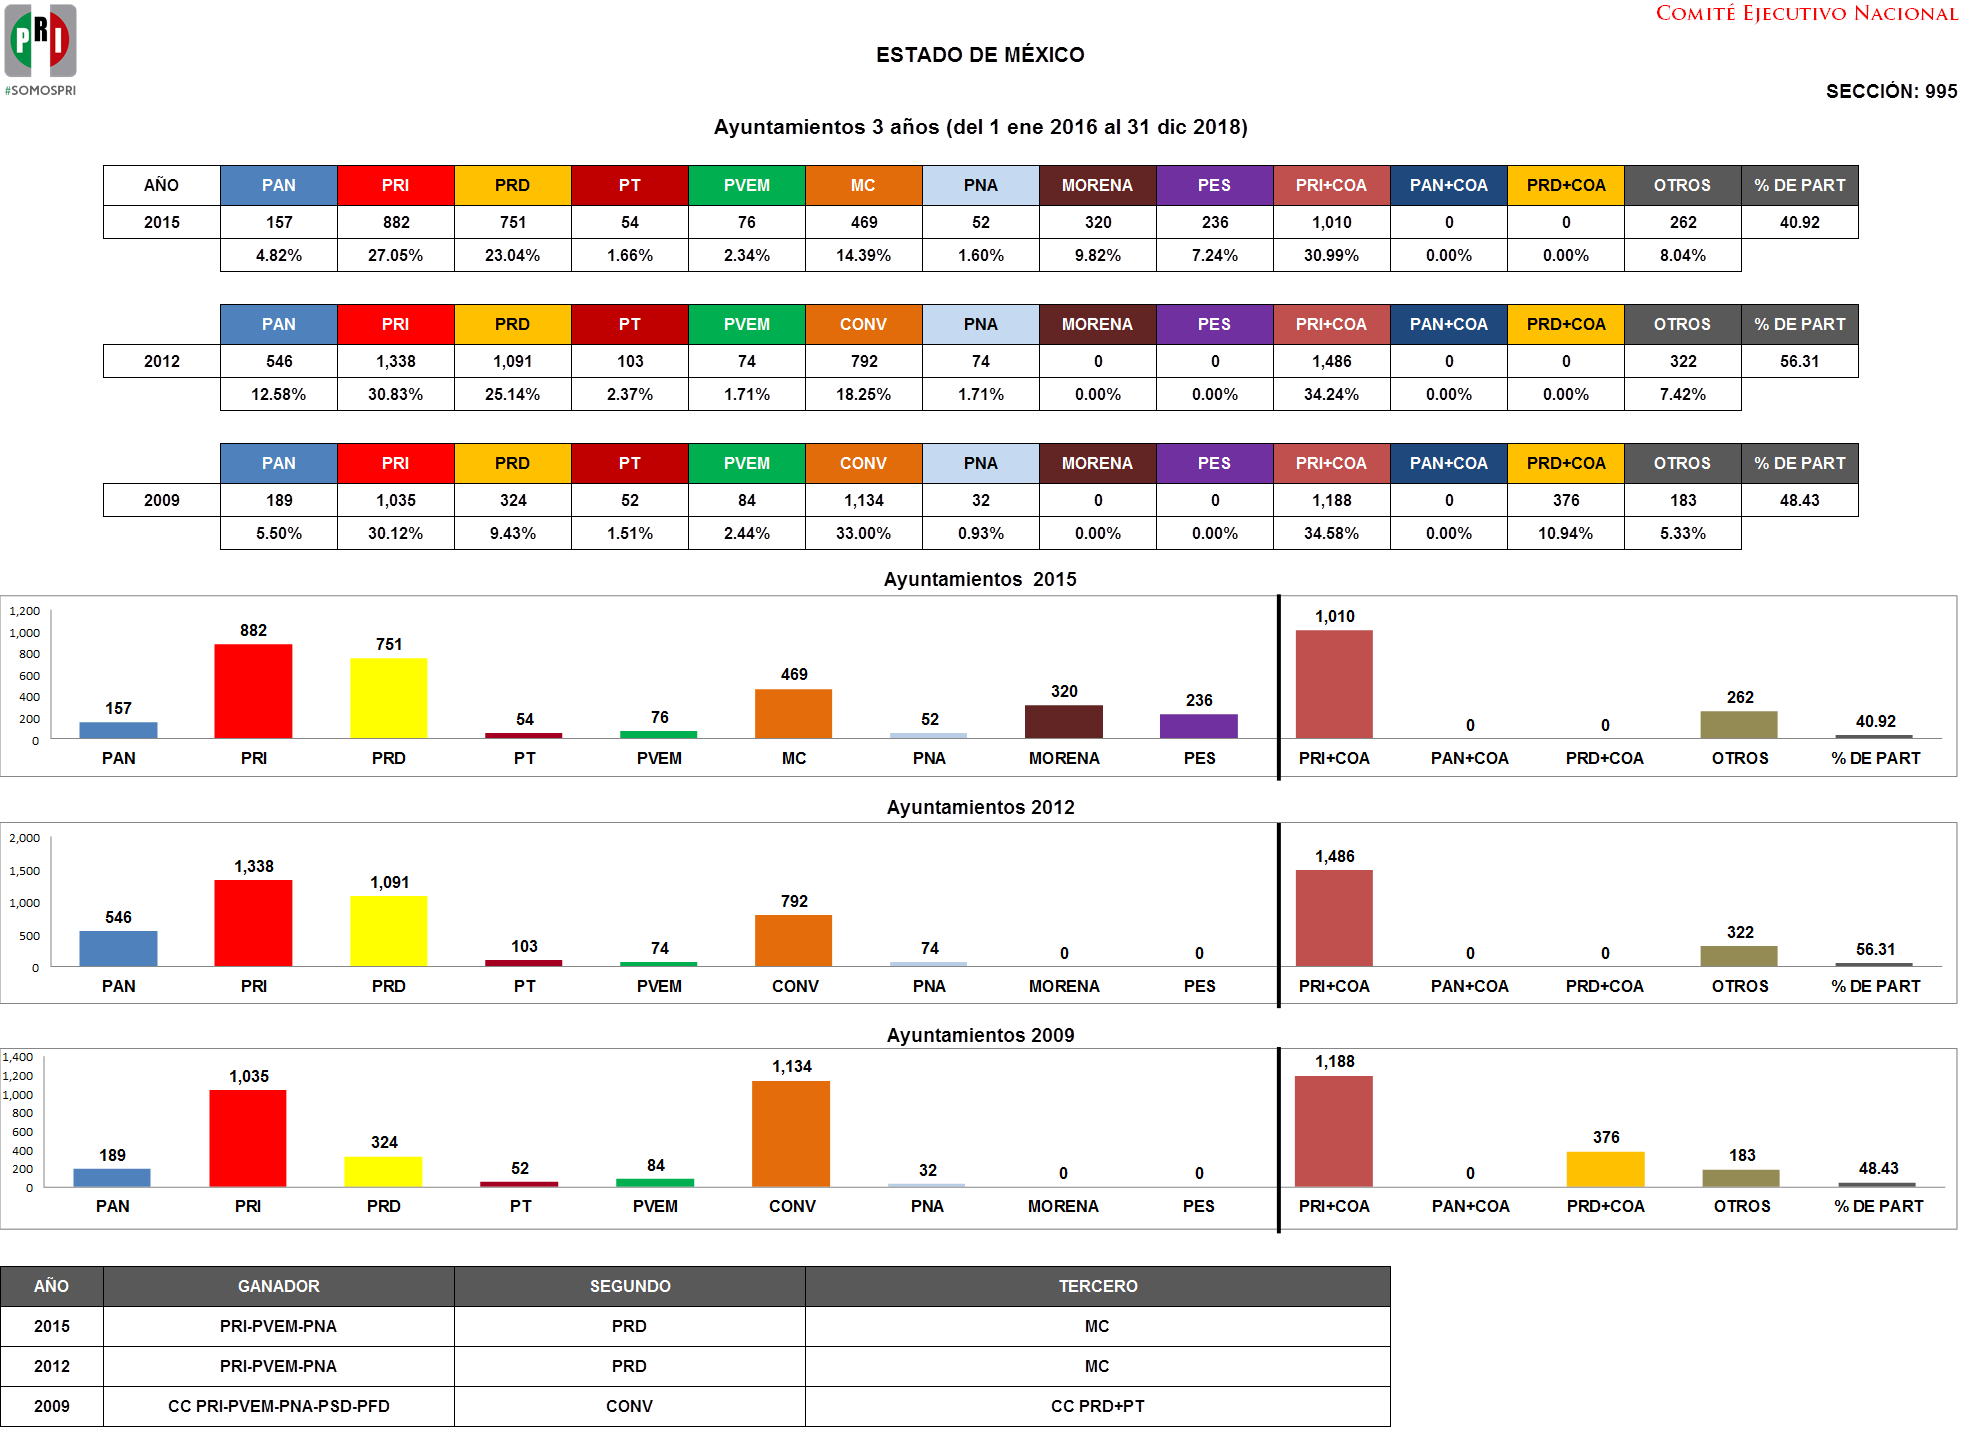 PRI
#SOMOSPRI
COMITÉ EJECUTIVO NACIONAL
ESTADO DE MÉXICO
SECCIÓN: 995
Ayuntamientos 3 años (del 1 ene 2016 al 31 dic 2018)
AÑO PAN PRI PRD PT PVEM MC PNA MORENA PES PRI+COA PAN+COA PRD+COA OTROS % DE PART
2015 157 882 751 54 76 469 52 320 236 1,010 0 0 262 40.92
4.82% 27.05% 23.04% 1.66% 2.34% 14.39% 1.60% 9.82% 7.24% 30.99% 0.00% 0.00% 8.04%
PAN PRI PRD PT PVEM CONV PNA MORENA PES PRI+COA PAN+COA PRD+COA OTROS % DE PART
2012 546 1,338 1,091 103 74 792 74 0 0 1,486 0 0 322 56.31
12.58% 30.83% 25.14% 2.37% 1.71% 18.25% 1.71% 0.00% 0.00% 34.24% 0.00% 0.00% 7.42%
PAN PRI PRD PT PVEM CONV PNA MORENA PES PRI+COA PAN+COA PRD+COA OTROS % DE PART
2009 189 1,035 324 52 84 1,134 32 0 0 1,188 0 376 183 48.43
5.50% 30.12% 9.43% 1.51% 2.44% 33.00% 0.93% 0.00% 0.00% 34.58% 0.00% 10.94% 5.33%
Ayuntamientos 2015
1,200
1,000
800
600
400
200
0
157 882 751 54 76 469 52 320 236 1,010 0 0 262 40.92
PAN PRI PRD PT PVEM MC PNA MORENA PES PRI+COA PAN+COA PRD+COA OTROS % DE PART
Ayuntamientos 2012
2,000
1,500
1,000
500
0
546 1,338 1,091 103 74 792 74 0 0 1,486 0 0 322 56.31
PAN PRI PRD PT PVEM CONV PNA MORENA PES PRI+COA PAN+COA PRD+COA OTROS % DE PART
Ayuntamientos 2009
1,400
1,200
1,000
800
600
400
200
0
189 1,035 324 52 84 1,134 32 0 0 1,188 0 376 183 48.43
PAN PRI PRD PT PVEM CONV PNA MORENA PES PRI+COA PAN+COA PRD+COA OTROS % DE PART
AÑO GANADOR SEGUNDO TERCERO
2015 PRI-PVEM-PNA PRD MC
2012 PRI-PVEM-PNA PRD MC
2009 CC PRI-PVEM-PNA-PSD-PFD CONV CC PRD+PT